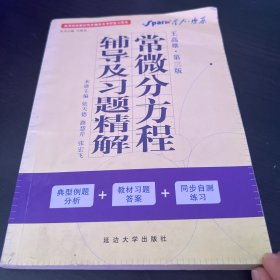 Spark 星火·燎原
王高雄·第三版
常微分方程
辅导及习题精解
典型例题
分析
+
教材习题
答案
+
同步自测
练习
延边大学出版社